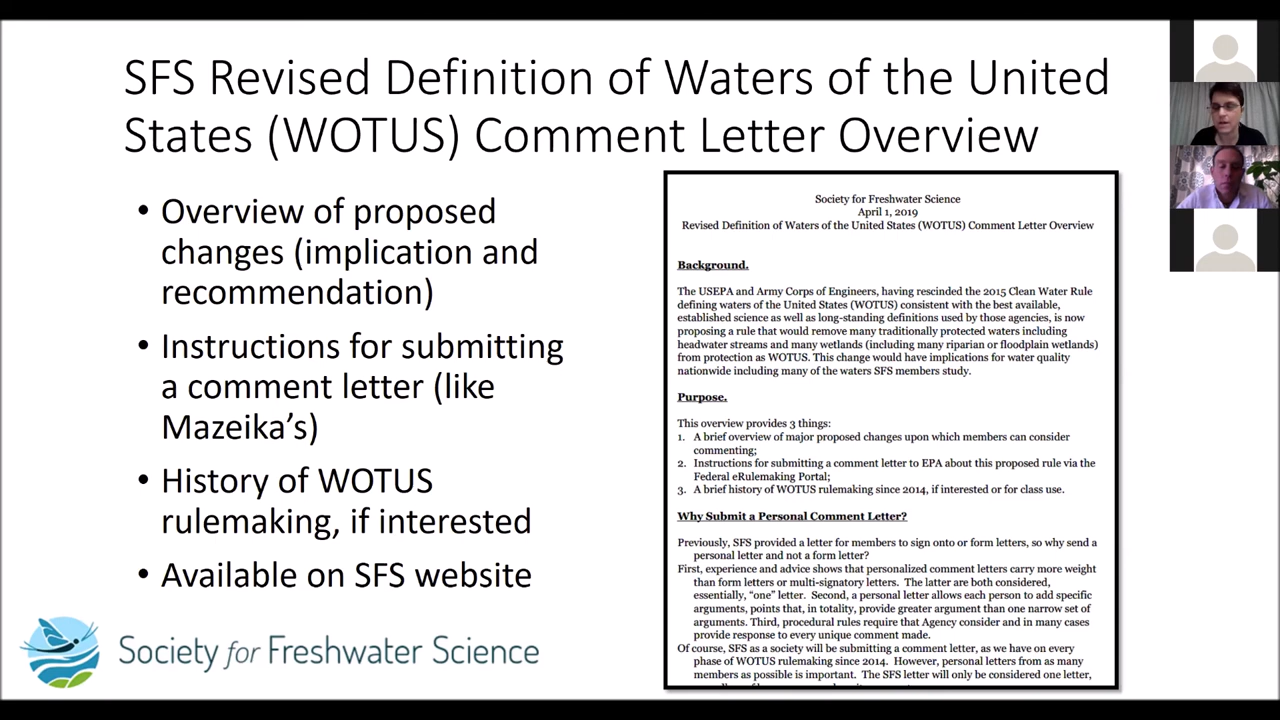 SFS Revised Definition of Waters of the United
States (WOTUS) Comment Letter Overview
• Overview of proposed
changes (implication and
recommendation)
• Instructions for submitting
a comment letter (like
Mazeika's)
• History of WOTUS
rulemaking, if interested
• Available on SFS website
Society for Freshwater Science
Society for Freshwater Science
April 1, 2019
Revised Definition of Waters of the United States (WOTUS) Comment Letter Overview
Background.
The USEPA and Army Corps of Engineers, having rescinded the 2015 Clean Water Rule
defining waters of the United States (WOTUS) consistent with the best available,
established science as well as long-standing definitions used by those agencies, is now
proposing a rule that would remove many traditionally protected waters including
headwater streams and many wetlands (including many riparian or floodplain wetlands)
from protection as WOTUS. This change would have implications for water quality
nationwide including many of the waters SFS members study.
Purpose.
This overview provides 3 things:
1. A brief overview of major proposed changes upon which members can consider
commenting;
2. Instructions for submitting a comment letter to EPA about this proposed rule via the
Federal eRulemaking Portal;
3. A brief history of WOTUS rulemaking since 2014, if interested or for class use.
Why Submit a Personal Comment Letter?
Previously, SFS provided a letter for members to sign onto or form letters, so why send a
personal letter and not a form letter?
First, experience and advice shows that personalized comment letters carry more weight
than form letters or multi-signatory letters. The latter are both considered,
essentially, "one" letter. Second, a personal letter allows each person to add specific
arguments, points that, in totality, provide greater argument than one narrow set of
arguments. Third, procedural rules require that Agency consider and in many cases
provide response to every unique comment made.
Of course, SFS as a society will be submitting a comment letter, as we have on every
phase of WOTUS rulemaking since 2014. However, personal letters from as many
members as possible is important. The SFS letter will only be considered one letter,